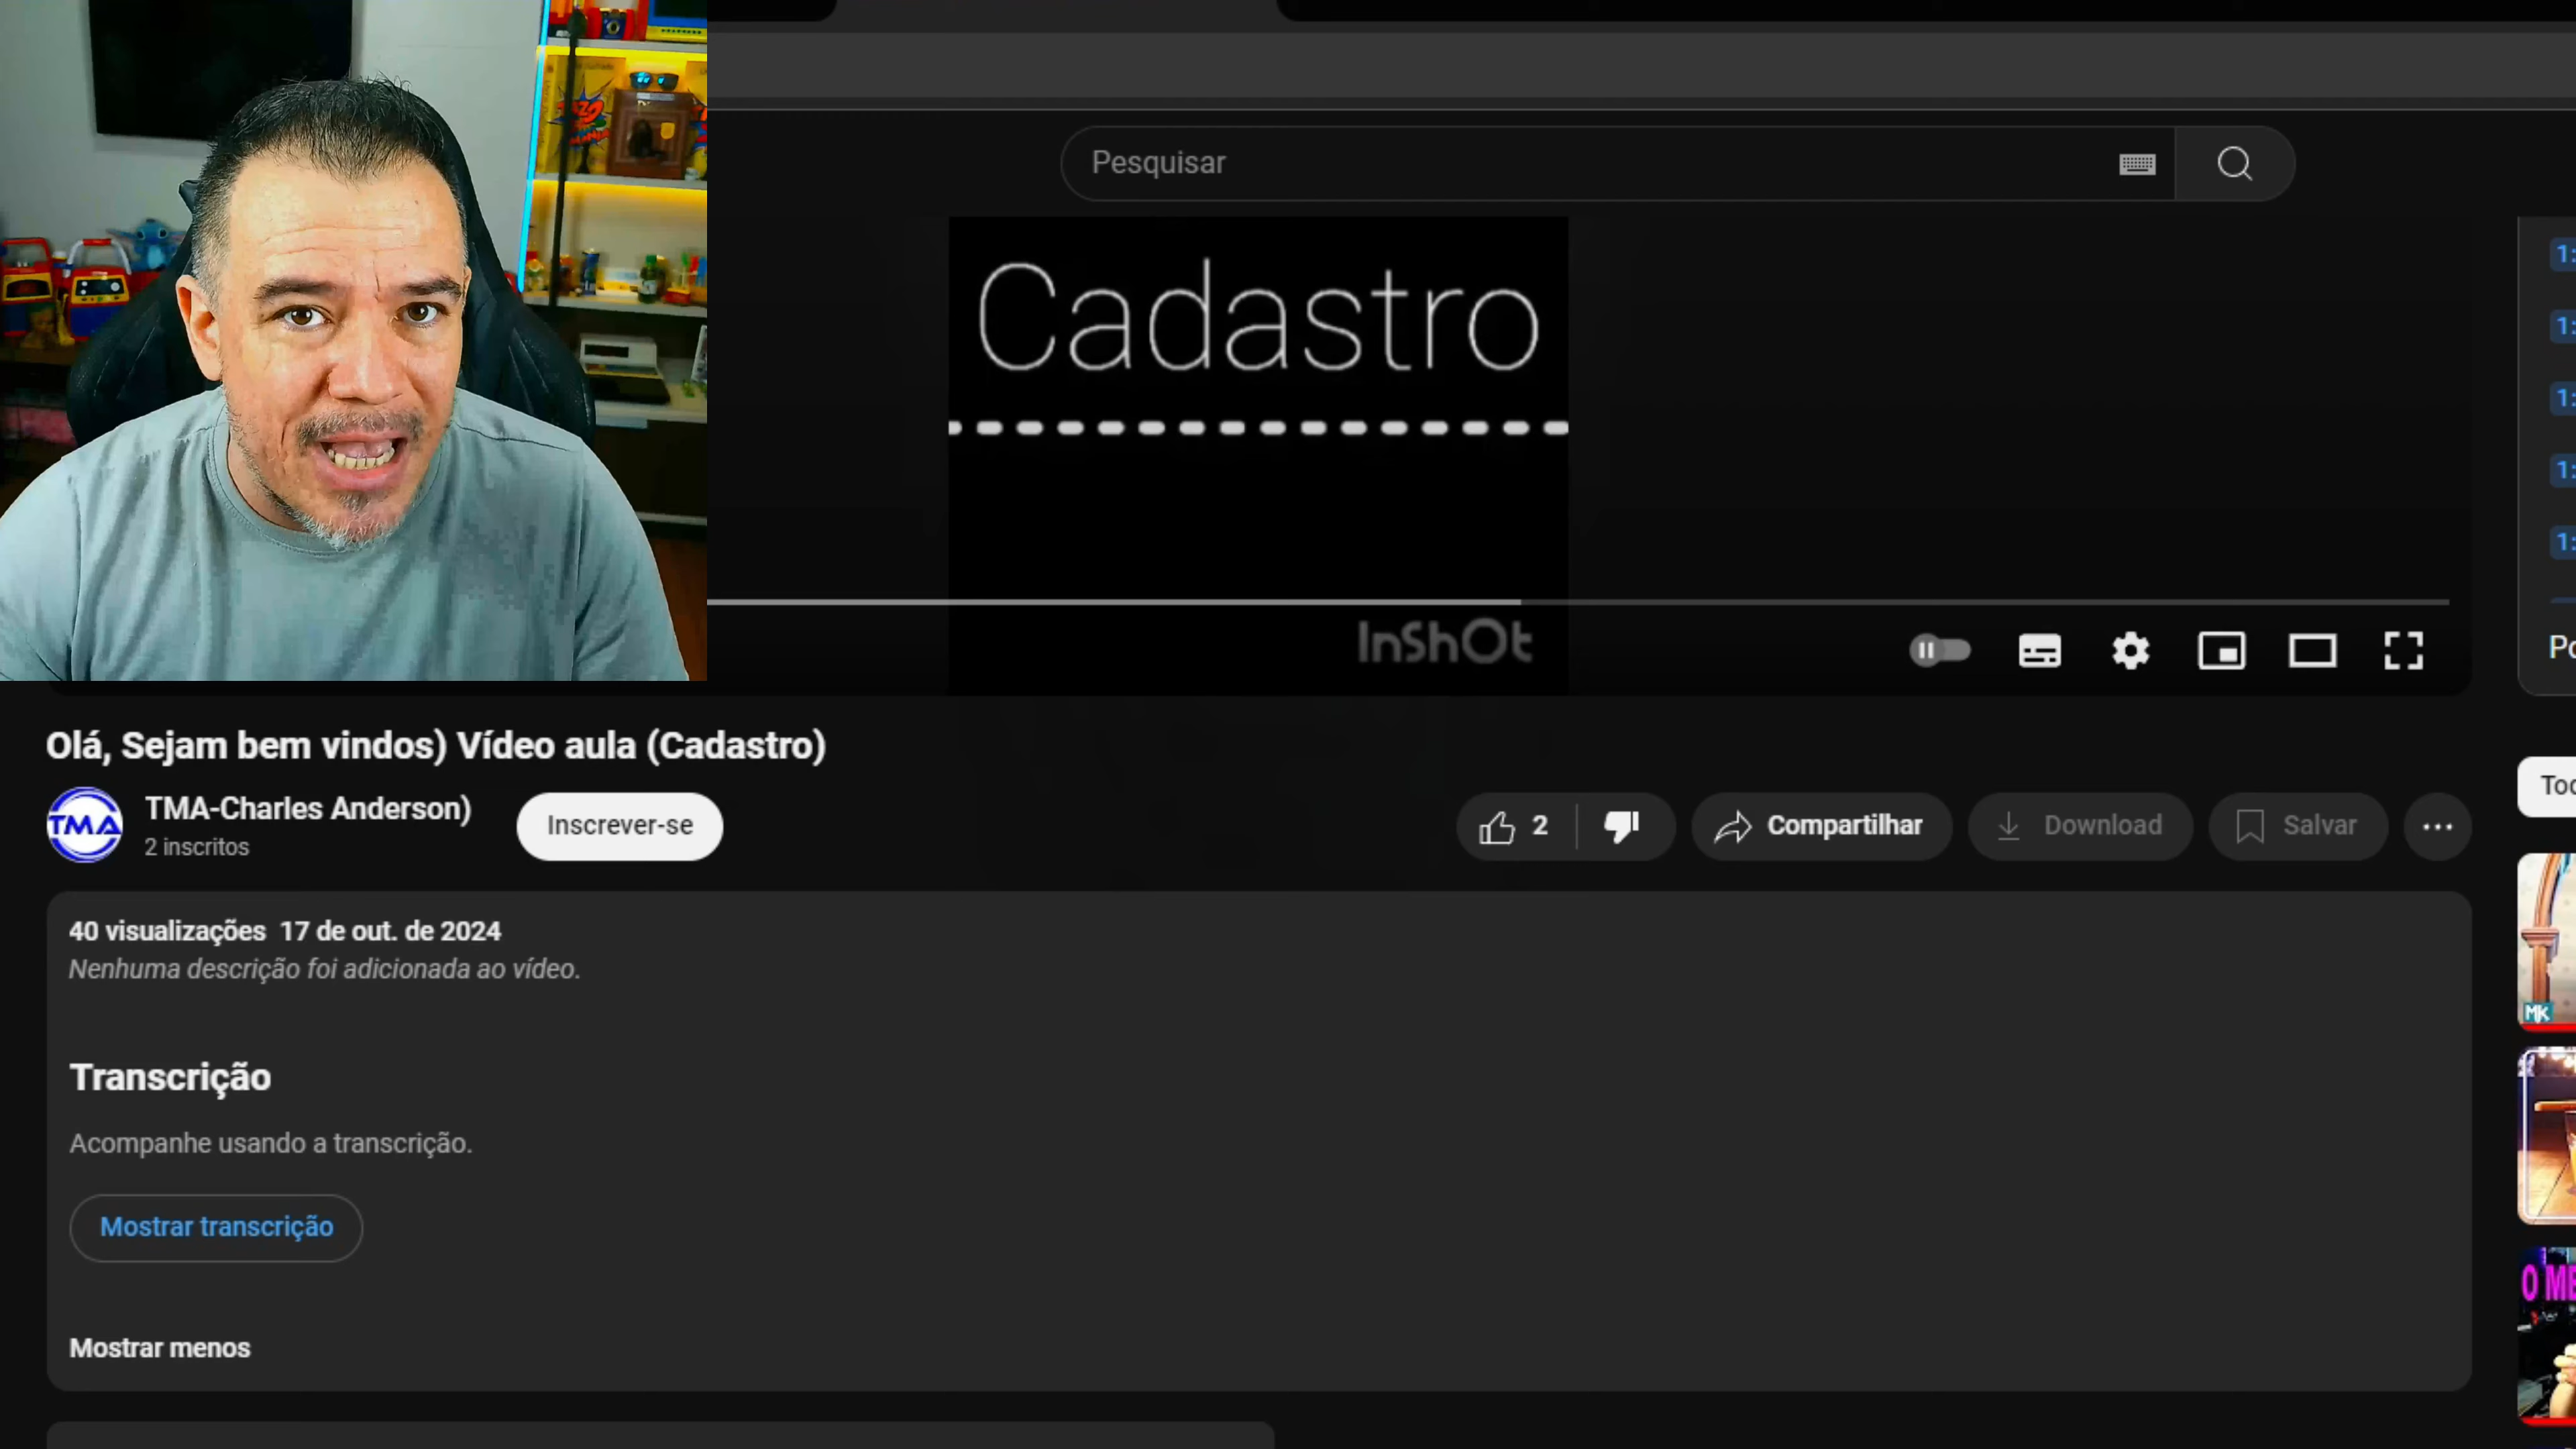 Pesquisar
Cadastro
InShOt
Olá, Sejam bem vindos) Vídeo aula (Cadastro)
TMA
TMA-Charles Anderson)
2 inscritos
Inscrever-se
2
Compartilhar
Download
Salvar
40 visualizações 17 de out. de 2024
Nenhuma descrição foi adicionada ao vídeo.
Transcrição
Acompanhe usando a transcrição.
Mostrar transcrição
Mostrar menos
MK
O ME